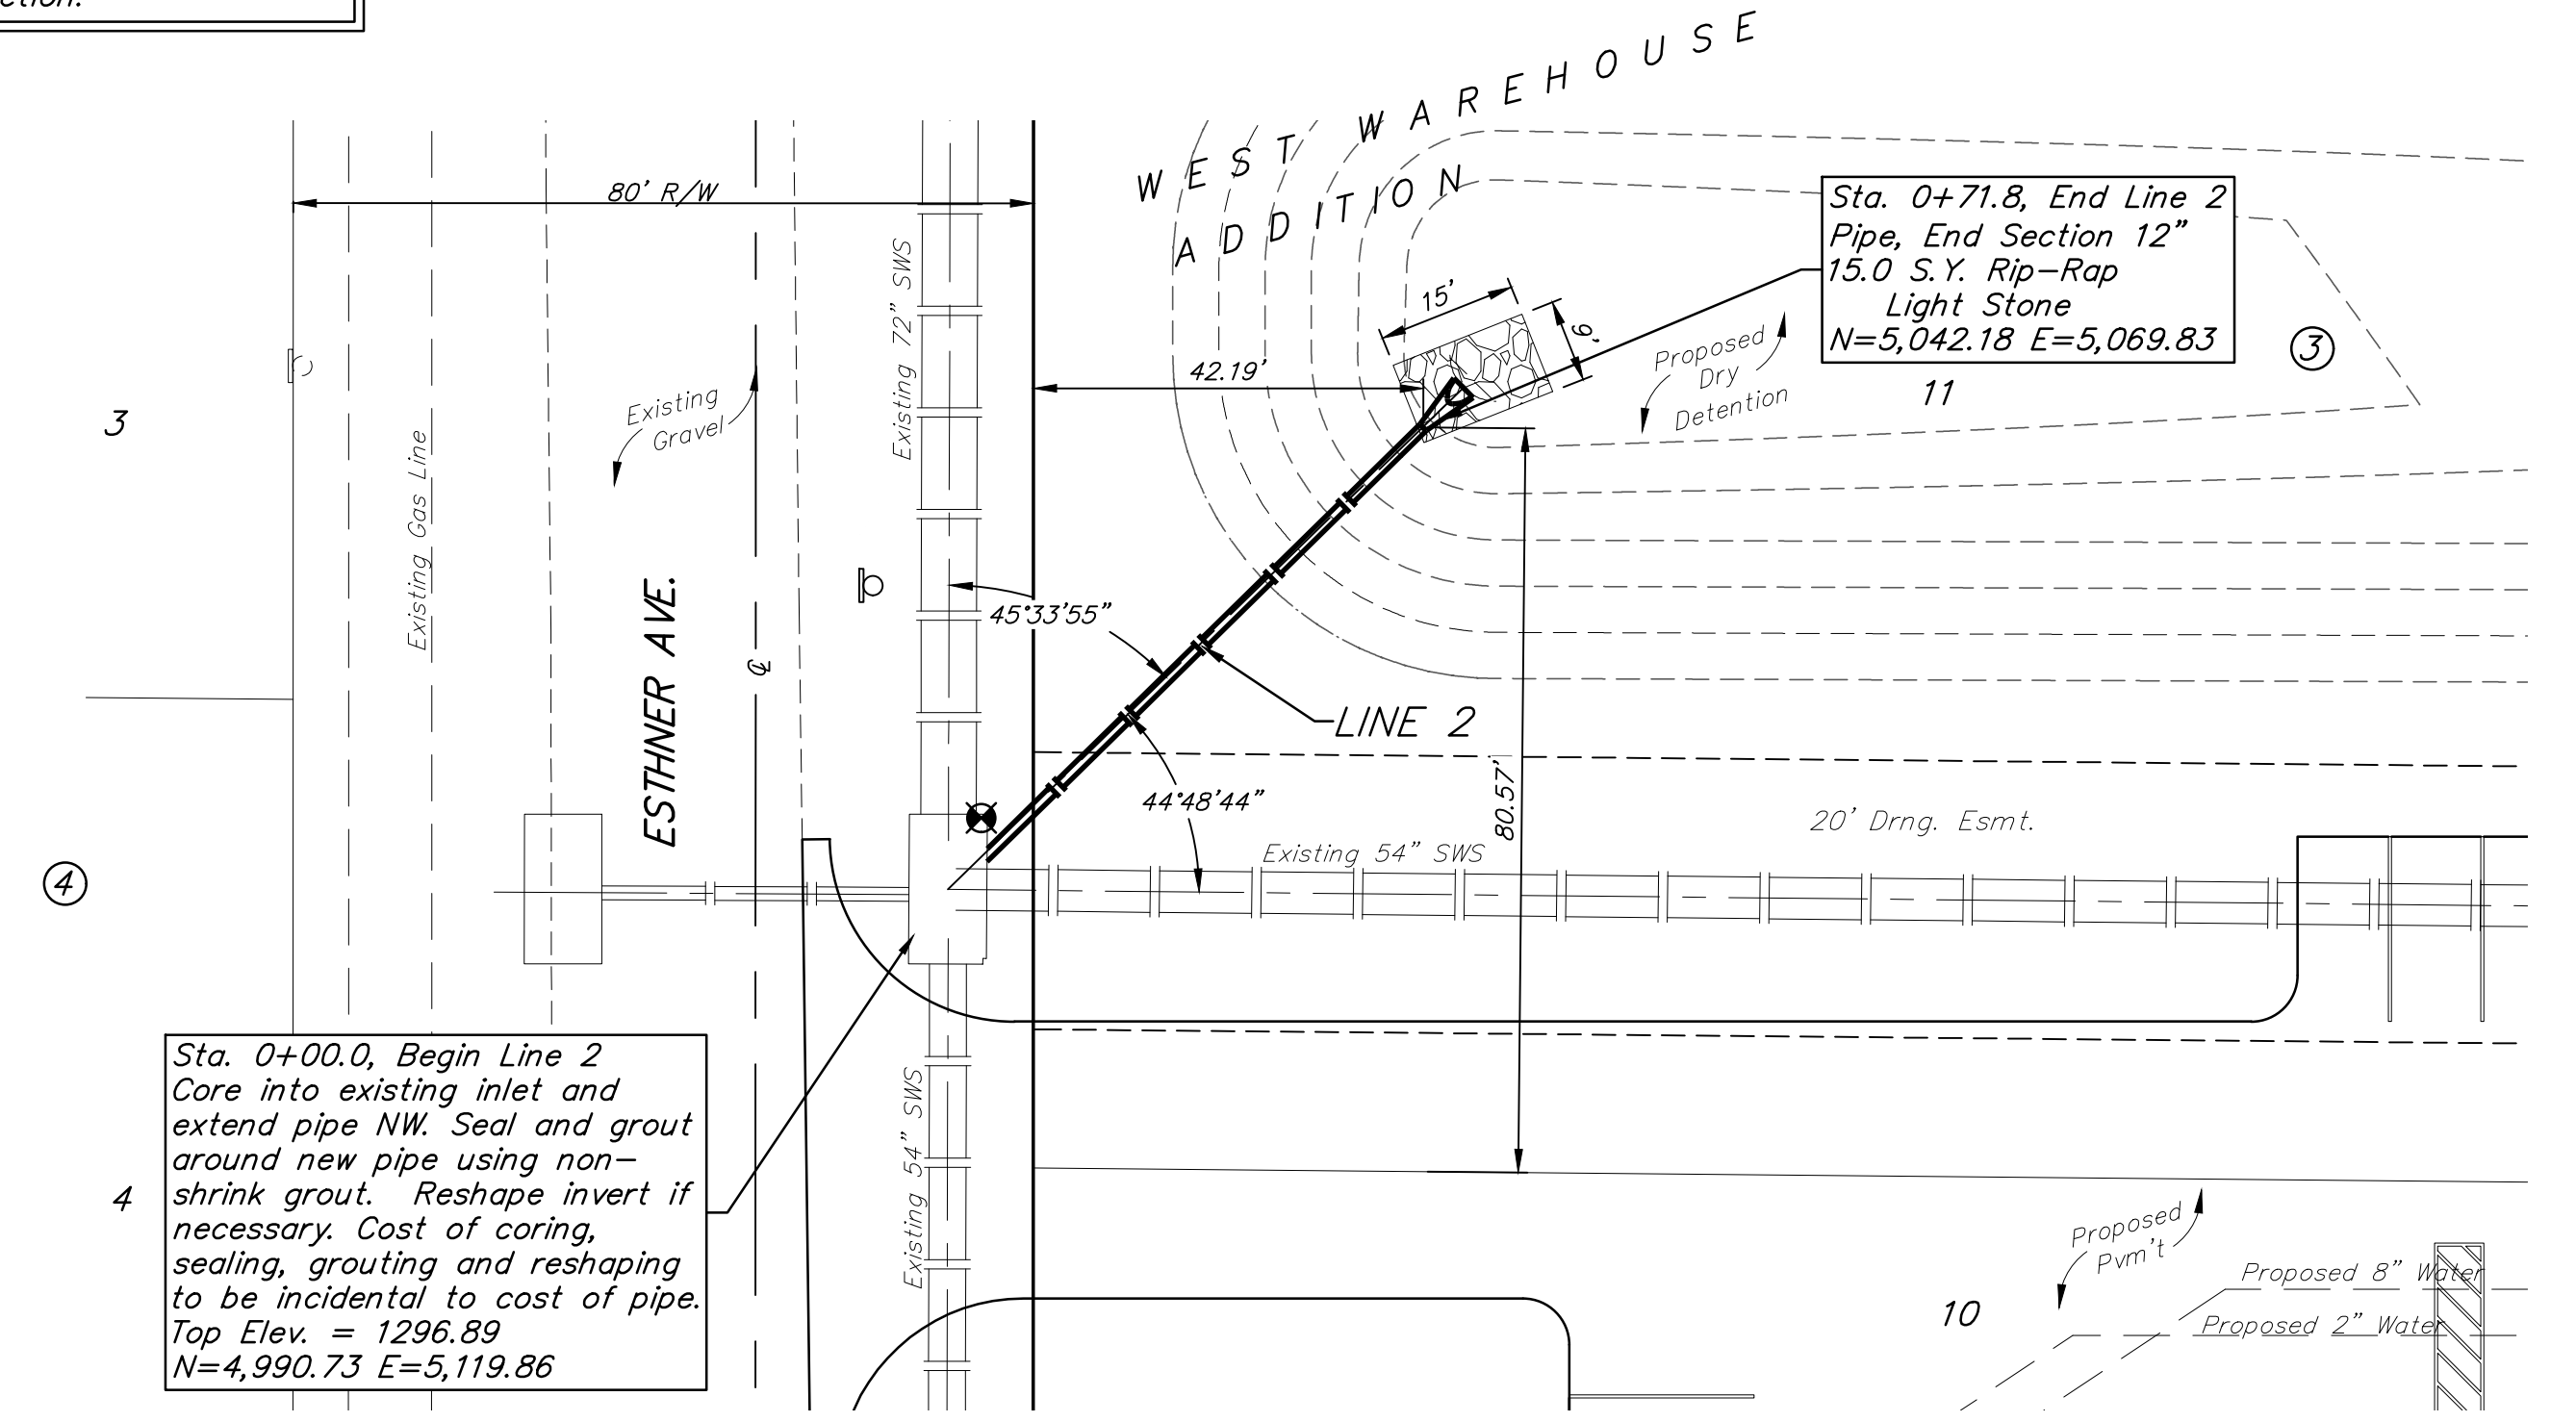 ction.
WEST WAREHOUSE
ADDITION
80' R/W
Existing 72" SWS
Sta. 0+71.8, End Line 2
Pipe, End Section 12"
15.0 S.Y. Rip-Rap
Light Stone
N=5,042.18 E=5,069.83
15'
9'
42.19'
Proposed
Dry
Detention
3
11
3
Existing
Gravel
Existing Gas Line
ESTHNER AVE.
℄
45°33'55"
LINE 2
44°48'44"
80.57'
20' Drng. Esmt.
Existing 54" SWS
4
Sta. 0+00.0, Begin Line 2
Core into existing inlet and
extend pipe NW. Seal and grout
around new pipe using non-
shrink grout. Reshape invert if
necessary. Cost of coring,
sealing, grouting and reshaping
to be incidental to cost of pipe.
Top Elev. = 1296.89
N=4,990.73 E=5,119.86
4
Existing 54" SWS
Proposed
Pvm't
10
Proposed 8" Water
Proposed 2" Water